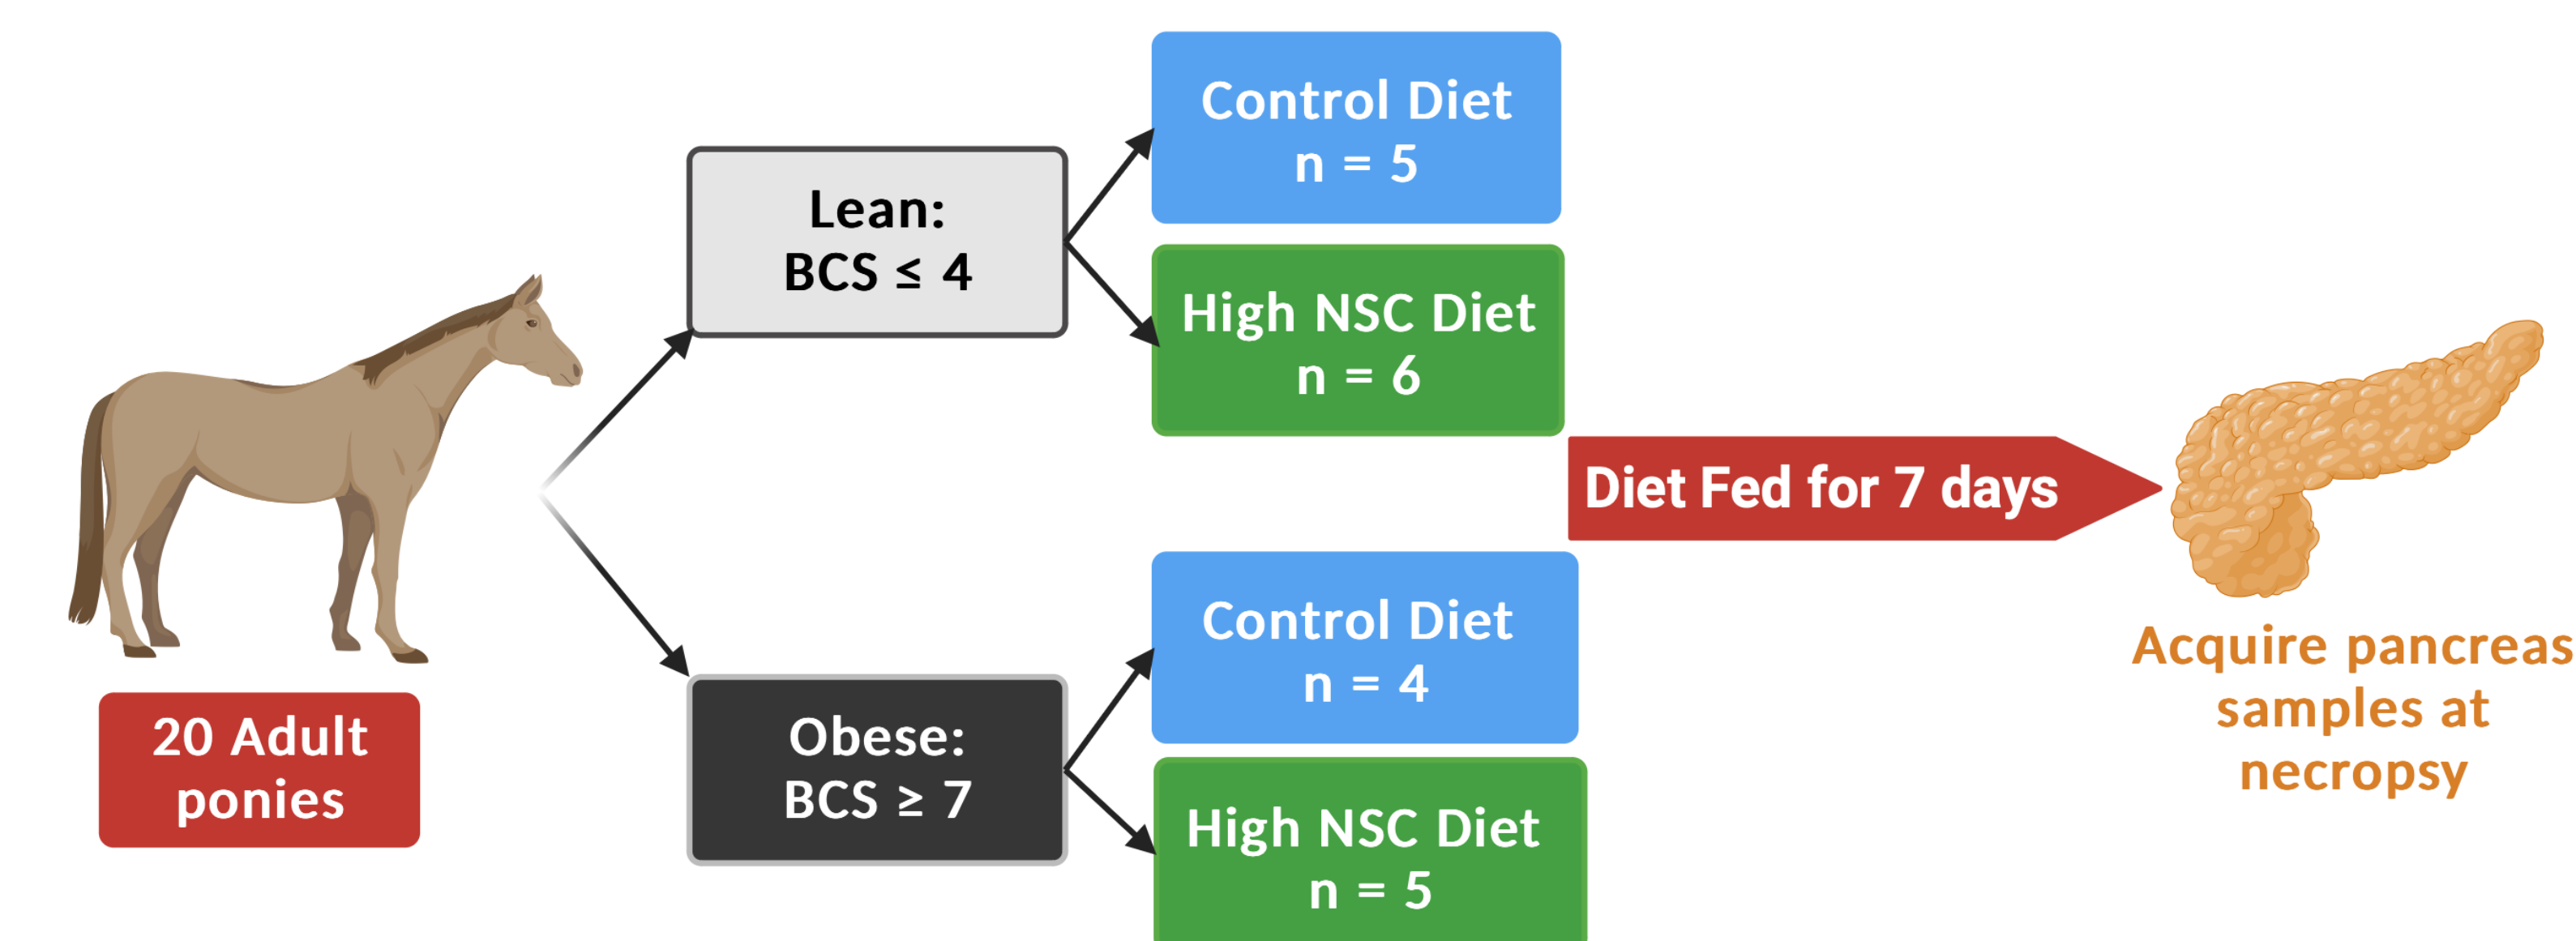 20 Adult
ponies
Lean:
BCS ≤ 4
Obese:
BCS ≥ 7
Control Diet
n = 5
High NSC Diet
n = 6
Control Diet
n = 4
High NSC Diet
n = 5
Diet Fed for 7 days
Acquire pancreas
samples at
necropsy